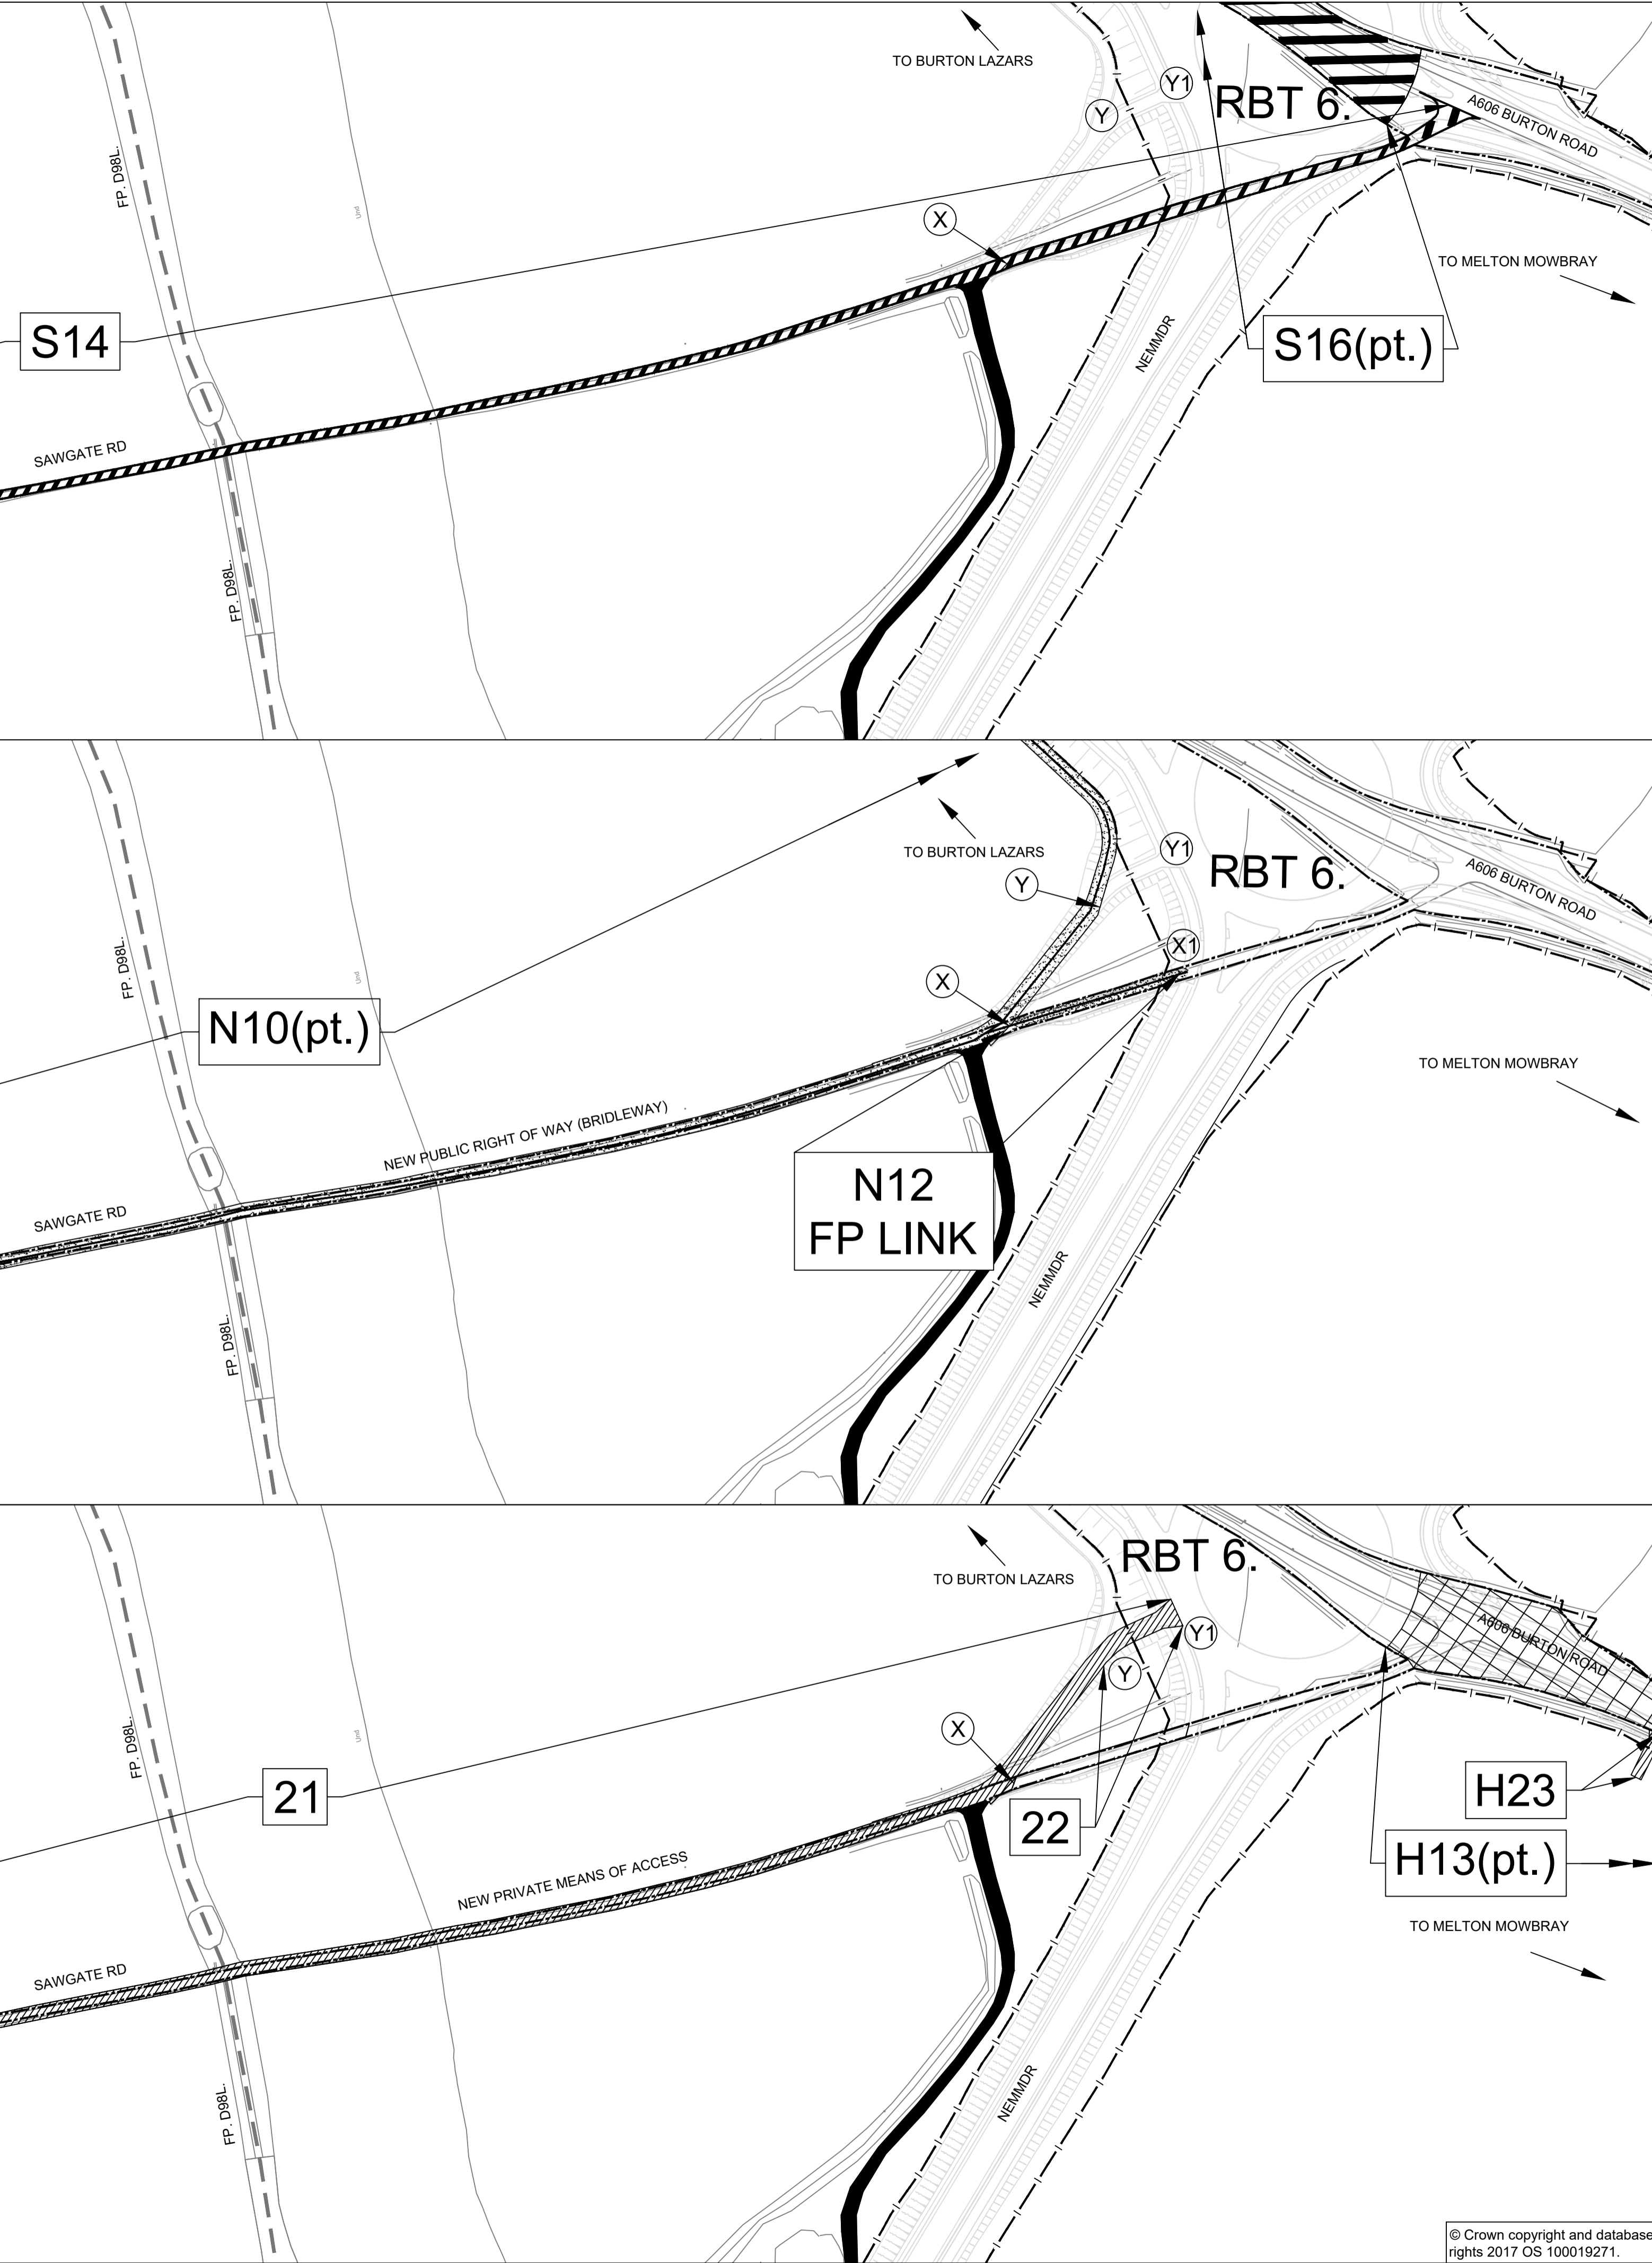 TO BURTON LAZARS
Y1
Y
RBT 6.
A606 BURTON ROAD
FP. D98L.
Und
X
TO MELTON MOWBRAY
S14
S16(pt.)
NEMMDR
SAWGATE RD
FP. D98L.
TO BURTON LAZARS
Y1
Y
RBT 6.
A606 BURTON ROAD
FP. D98L.
Und
X1
X
N10(pt.)
TO MELTON MOWBRAY
NEW PUBLIC RIGHT OF WAY (BRIDLEWAY)
N12
FP LINK
SAWGATE RD
NEMMDR
FP. D98L.
RBT 6.
TO BURTON LAZARS
A606 BURTON ROAD
Y1
Y
FP. D98L.
Und
X
21
22
H23
H13(pt.)
NEW PRIVATE MEANS OF ACCESS
TO MELTON MOWBRAY
SAWGATE RD
NEMMDR
FP. D98L.
© Crown copyright and database
rights 2017 OS 100019271.